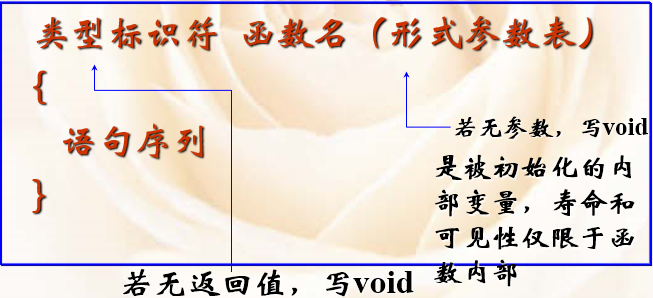 类型标识符 函数名（形式参数表）
{
语句序列
}
若无参数，写void
是被初始化的内
部变量，寿命和
可见性仅限于函
数内部
若无返回值，写void